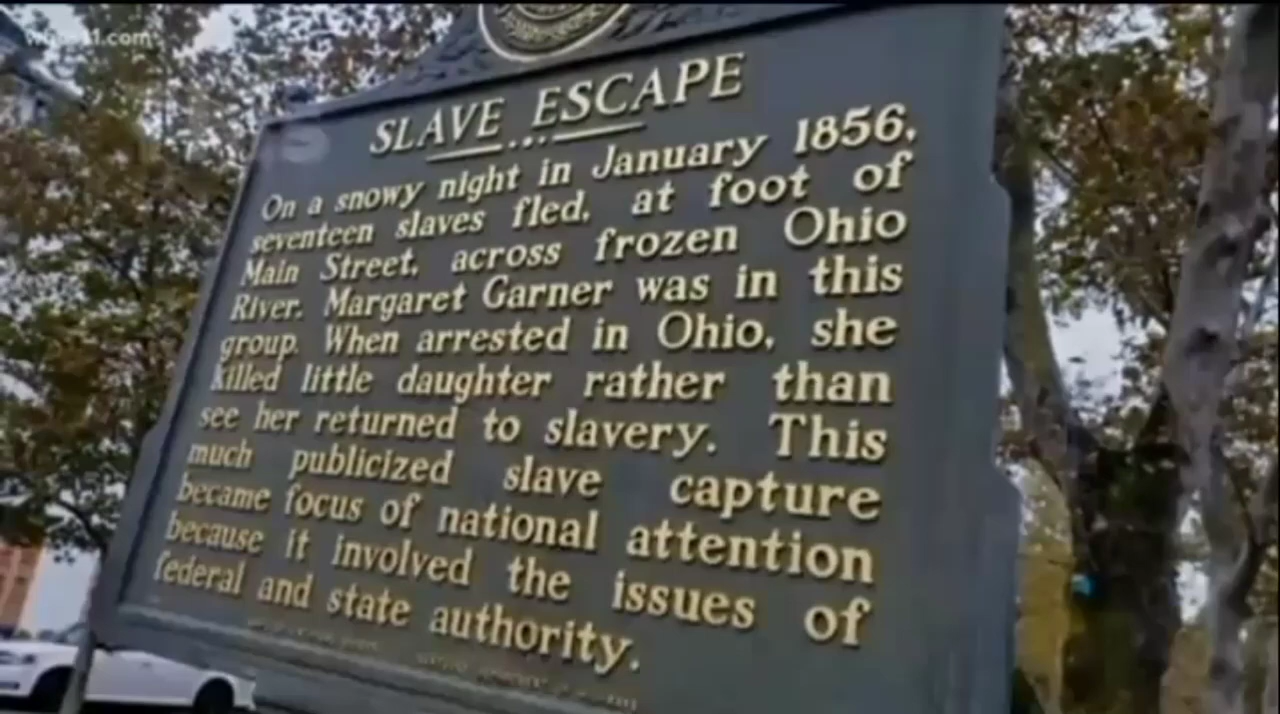 SLAVE ESCAPE
On a snowy night in January 1856,
seventeen slaves fled, at foot of
Main Street, across frozen Ohio
River. Margaret Garner was in this
group. When arrested in Ohio, she
killed little daughter rather than
see her returned to slavery. This
much publicized slave capture
became focus of national attention
because it involved the issues of
federal and state authority.